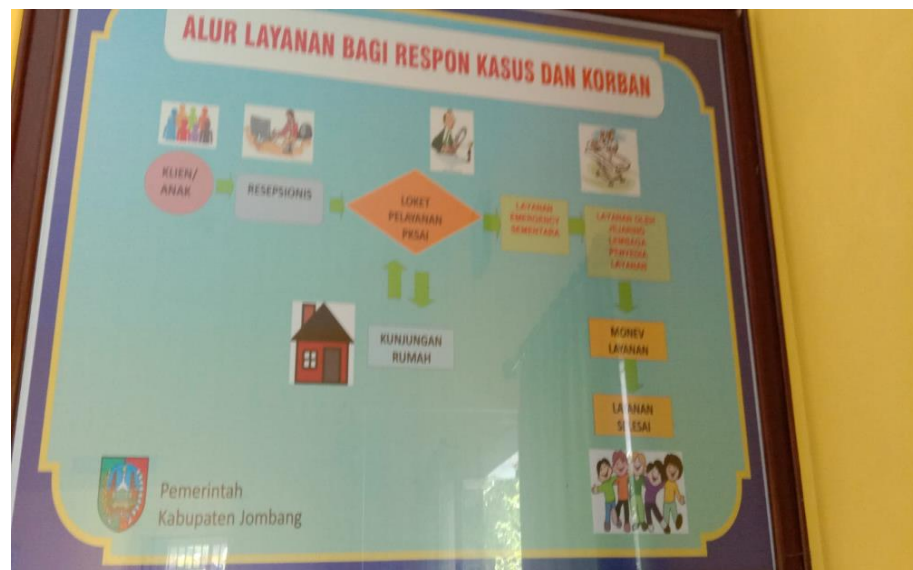 ALUR LAYANAN BAGI RESPON KASUS DAN KORBAN
KLIEN/
ANAK
RESEPSIONIS
LOKET
PELAYANAN
PKSAI
LAYANAN
EMERGENCY
SEMENTARA
LAYANAN OLEH
JEJARING
LEMBAGA
PENYEDIA
LAYANAN
KUNJUNGAN
RUMAH
MONEV
LAYANAN
LAYANAN
SELESAI
Pemerintah
Kabupaten Jombang